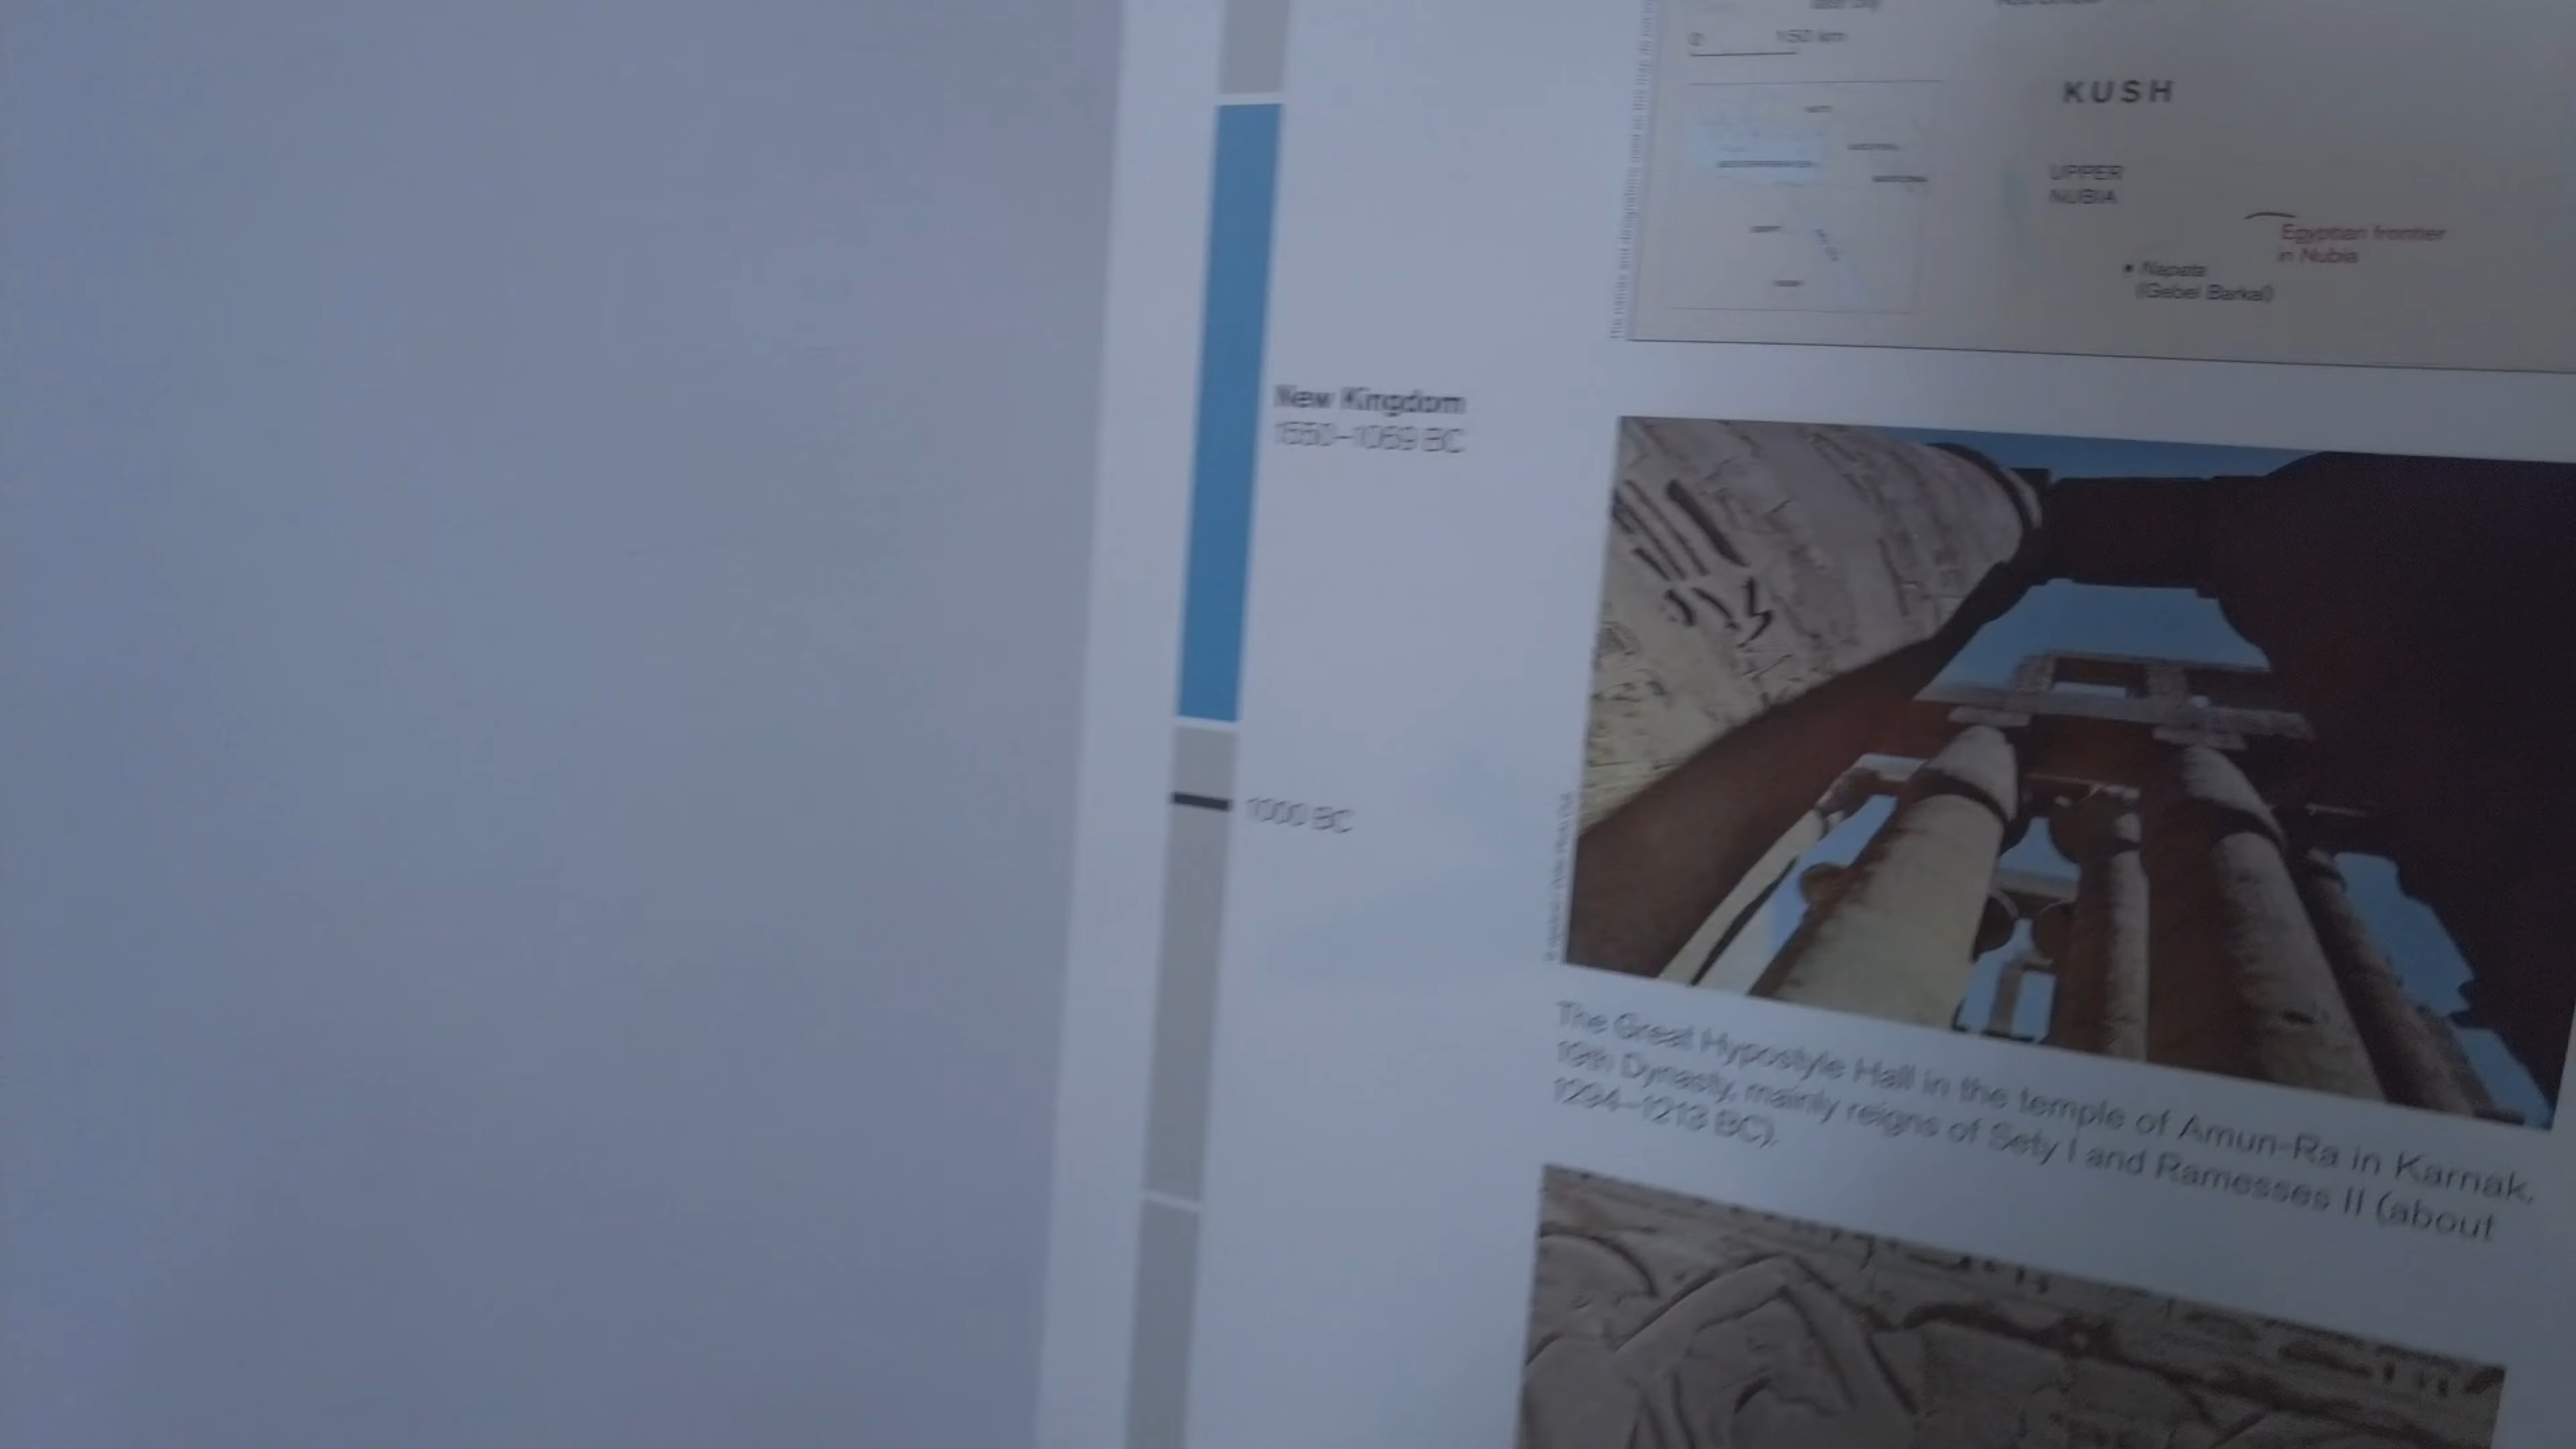 150 km
KUSH
UPPER
NUBIA
Egyptian frontier
in Nubia
Napata
(Gebel Barkal)
New Kingdom
1550–1069 BC
1000 BC
The Great Hypostyle Hall in the temple of Amun-Ra in Karnak,
19th Dynasty, mainly reigns of Sety I and Ramesses II (about
1294–1213 BC).